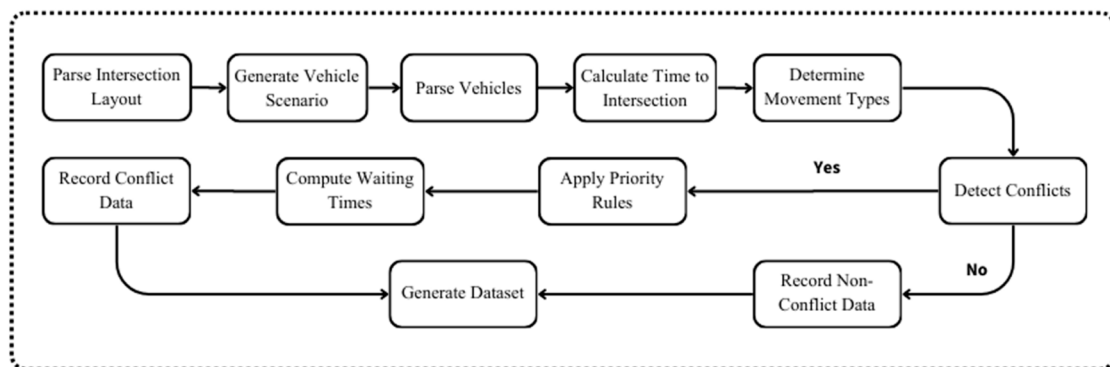 Parse Intersection
Layout
Generate Vehicle
Scenario
Parse Vehicles
Calculate Time to
Intersection
Determine
Movement Types
Record Conflict
Data
Compute Waiting
Times
Apply Priority
Rules
Yes
Detect Conflicts
Generate Dataset
Record Non-
Conflict Data
No